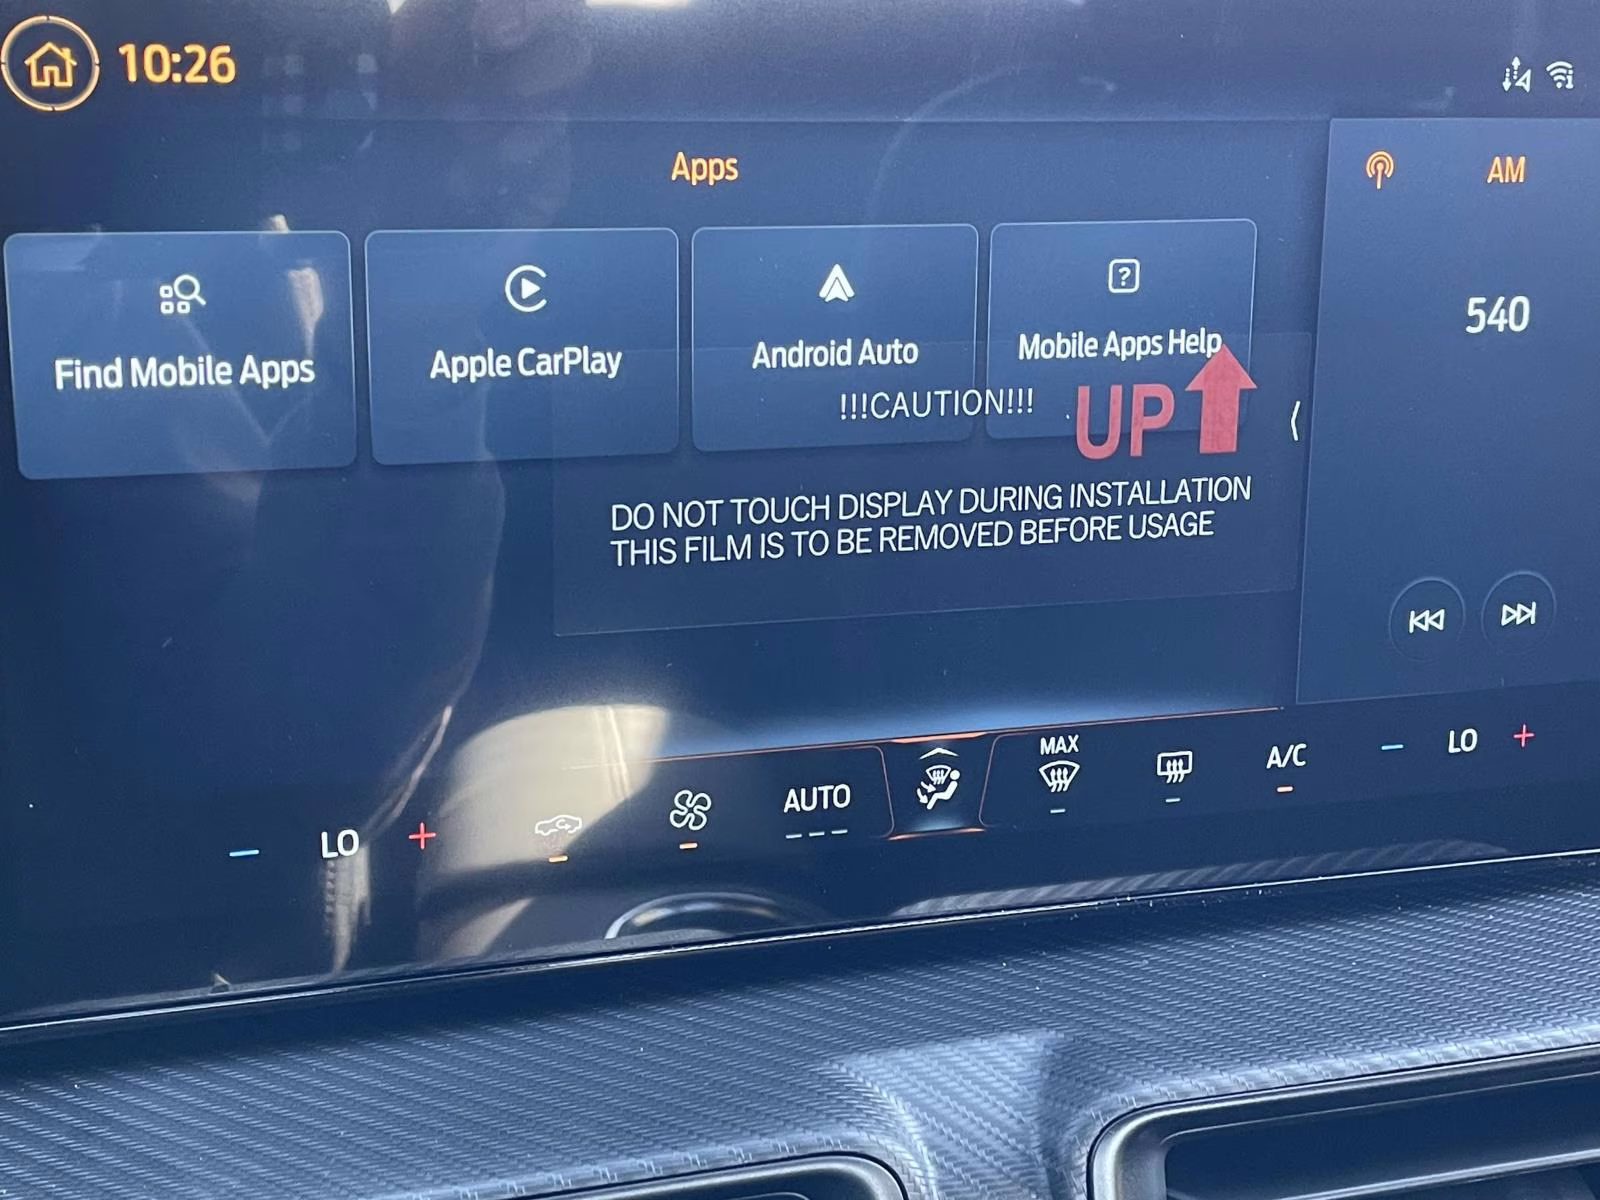 10:26
Apps
AM
Find Mobile Apps
Apple CarPlay
Android Auto
Mobile Apps Help
540
!!!CAUTION!!!
UP
DO NOT TOUCH DISPLAY DURING INSTALLATION
THIS FILM IS TO BE REMOVED BEFORE USAGE
LO
AUTO
MAX
A/C
LO